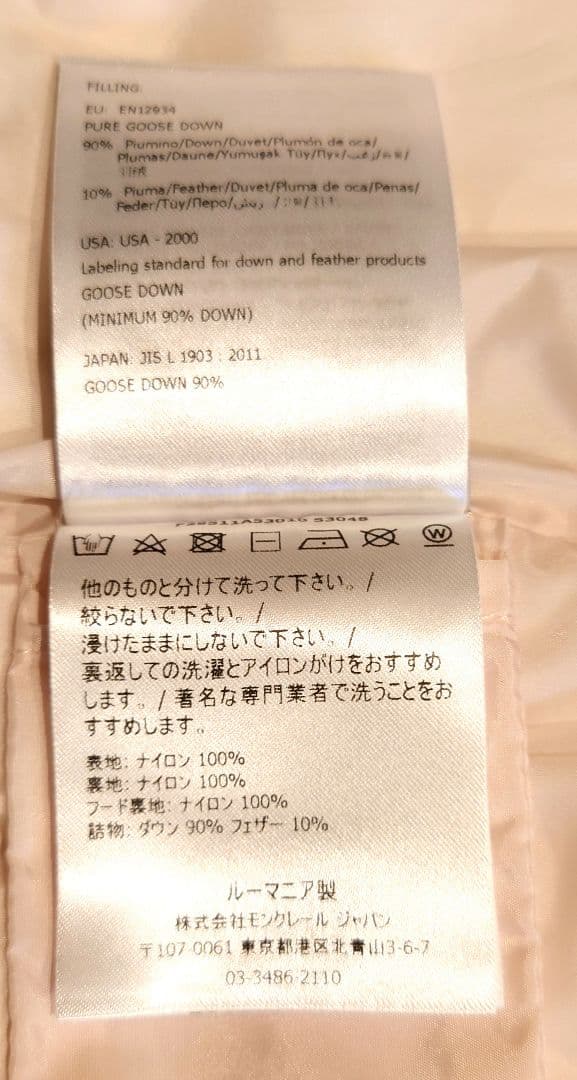 FILLING:
EU: EN12934
PURE GOOSE DOWN
90% Piumino/Down/Duvet/Plumón de oca/
Plumas/Daune/Yumuşak Tüy/Пух/
10% Piuma/Feather/Duvet/Pluma de oca/Penas/
Feder/Tüy/Перо/ريش/
USA: USA - 2000
Labeling standard for down and feather products
GOOSE DOWN
(MINIMUM 90% DOWN)
JAPAN: JIS L 1903 : 2011
GOOSE DOWN 90%
W
他のものと分けて洗って下さい。/
絞らないで下さい。/
浸けたままにしないで下さい。/
裏返しての洗濯とアイロンがけをおすすめ
します。/ 著名な専門業者で洗うことをお
すすめします。
表地: ナイロン 100%
裏地: ナイロン 100%
フード裏地: ナイロン 100%
詰物: ダウン 90% フェザー 10%
ルーマニア製
株式会社モンクレール ジャパン
〒107-0061 東京都港区北青山3-6-7
03-3486-2110